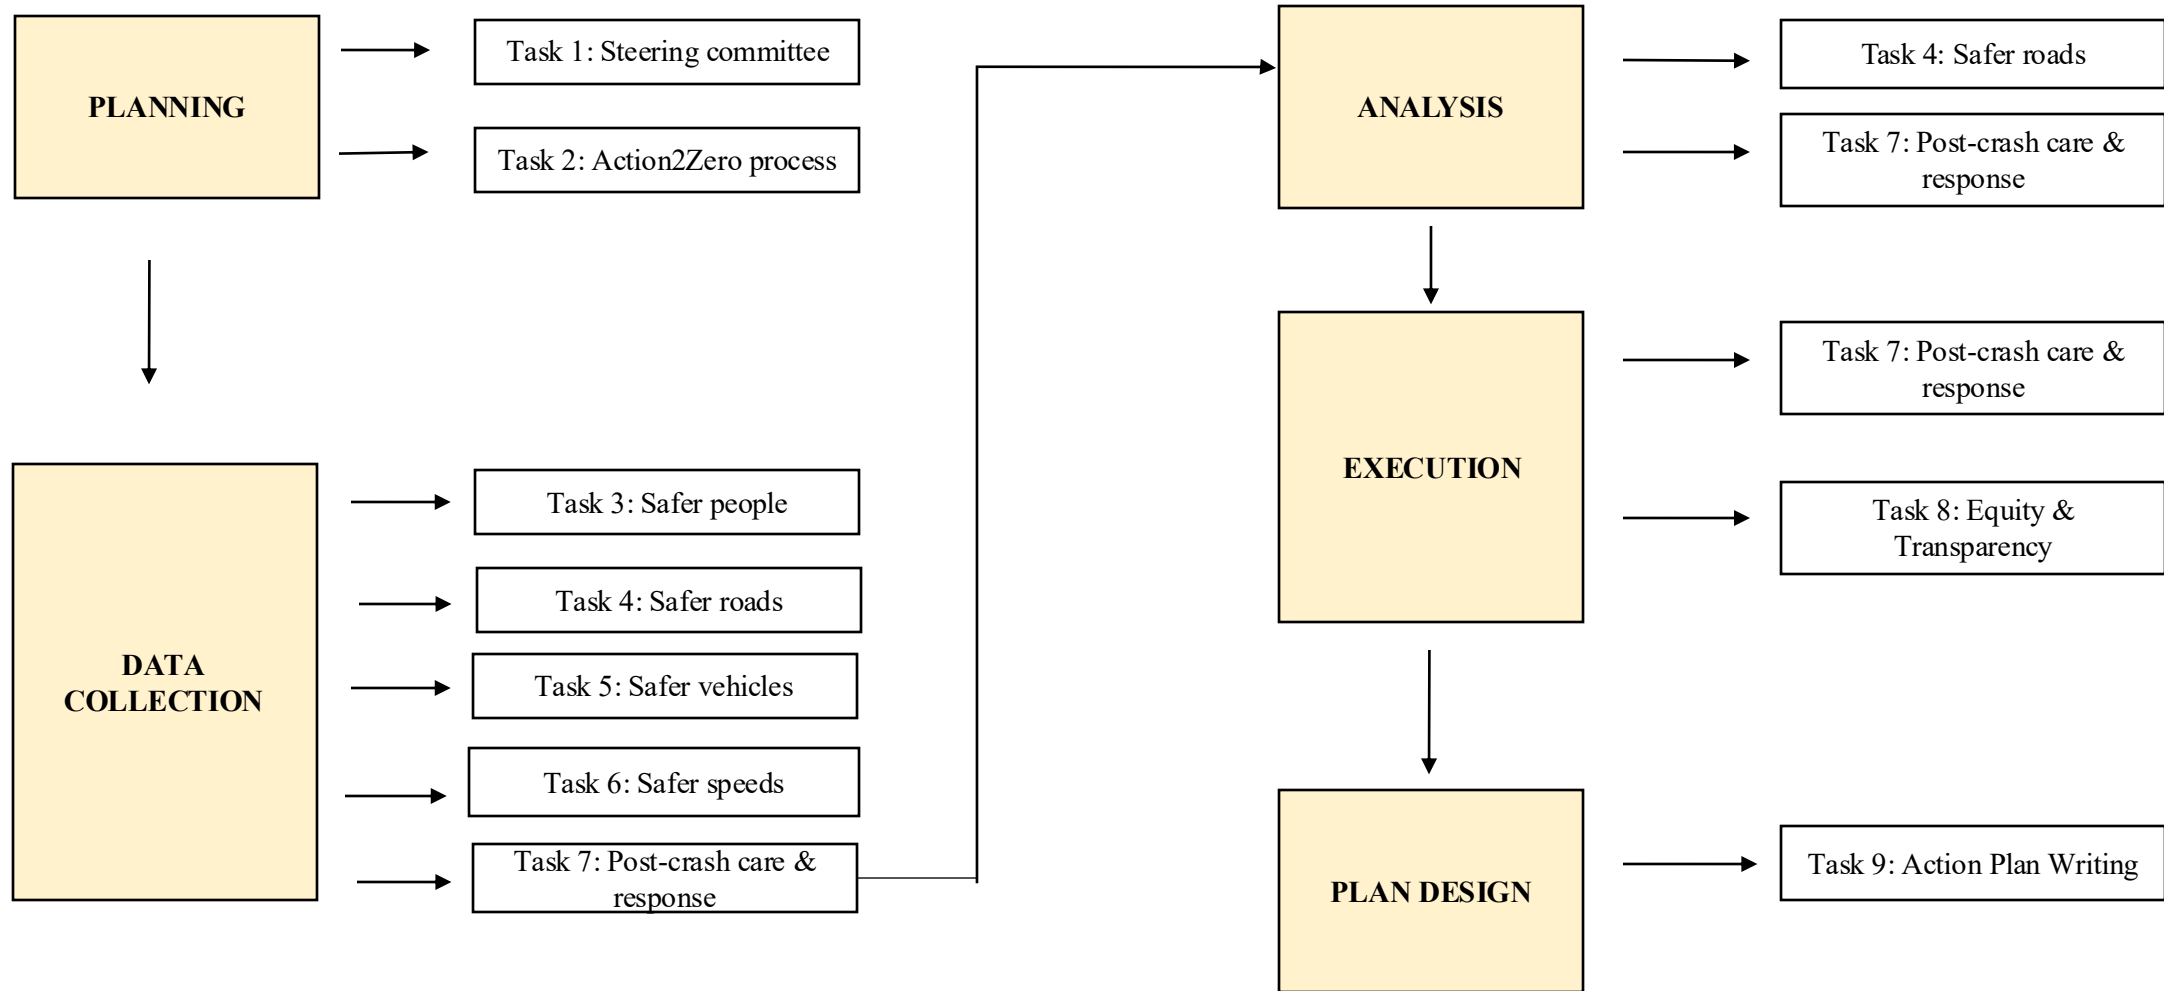 PLANNING
Task 1: Steering committee
Task 2: Action2Zero process
DATA
COLLECTION
Task 3: Safer people
Task 4: Safer roads
Task 5: Safer vehicles
Task 6: Safer speeds
Task 7: Post-crash care &
response
ANALYSIS
Task 4: Safer roads
Task 7: Post-crash care &
response
EXECUTION
Task 7: Post-crash care &
response
Task 8: Equity &
Transparency
PLAN DESIGN
Task 9: Action Plan Writing